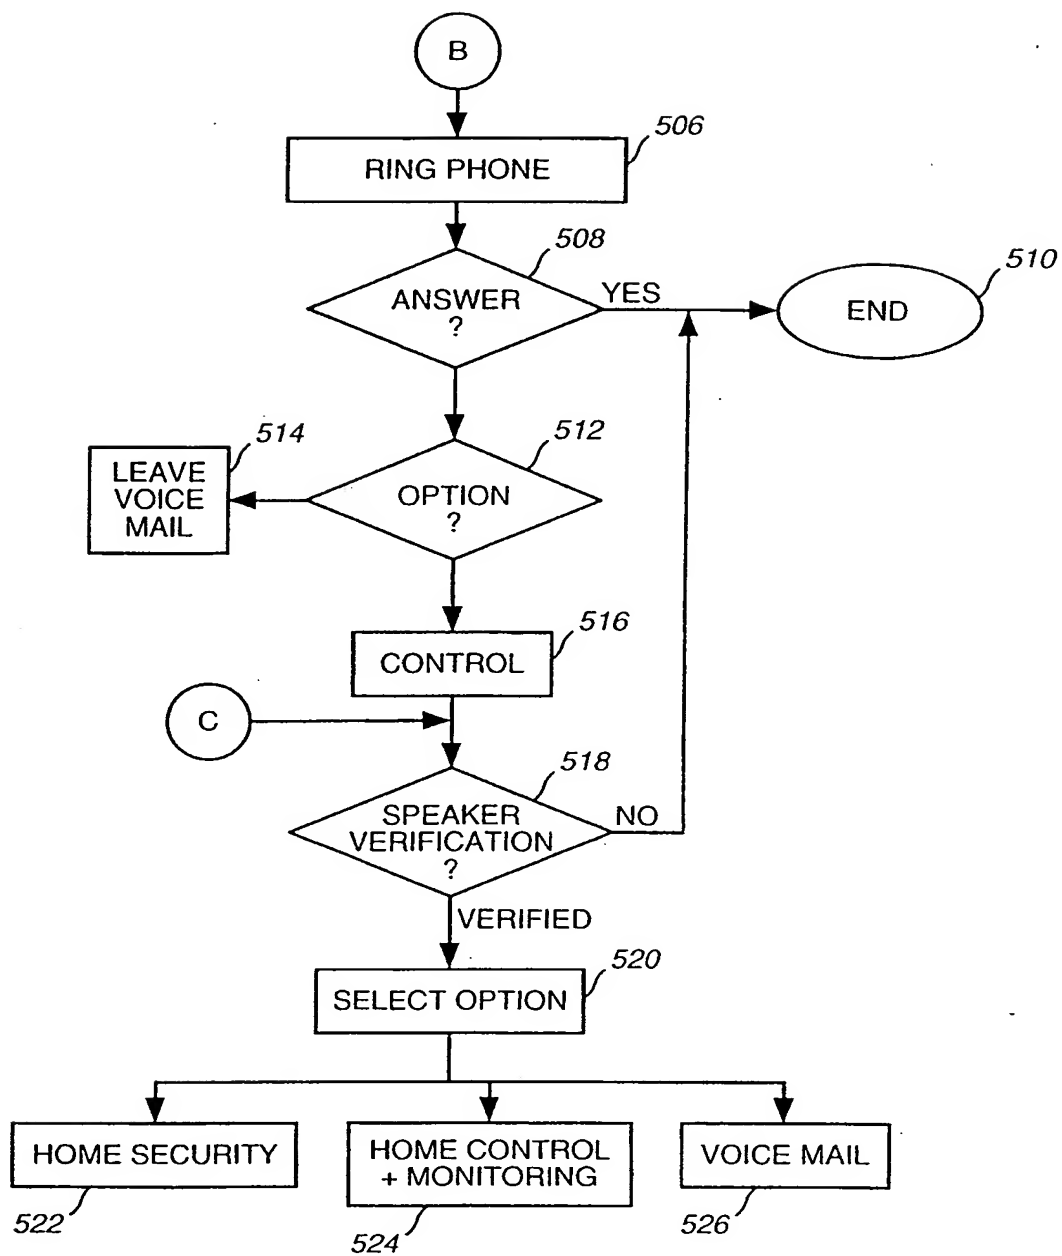 B
506
RING PHONE
508
ANSWER
?
YES
510
END
512
OPTION
?
514
LEAVE
VOICE
MAIL
516
CONTROL
C
518
SPEAKER
VERIFICATION
?
NO
VERIFIED
520
SELECT OPTION
HOME SECURITY
522
HOME CONTROL
+ MONITORING
524
VOICE MAIL
526